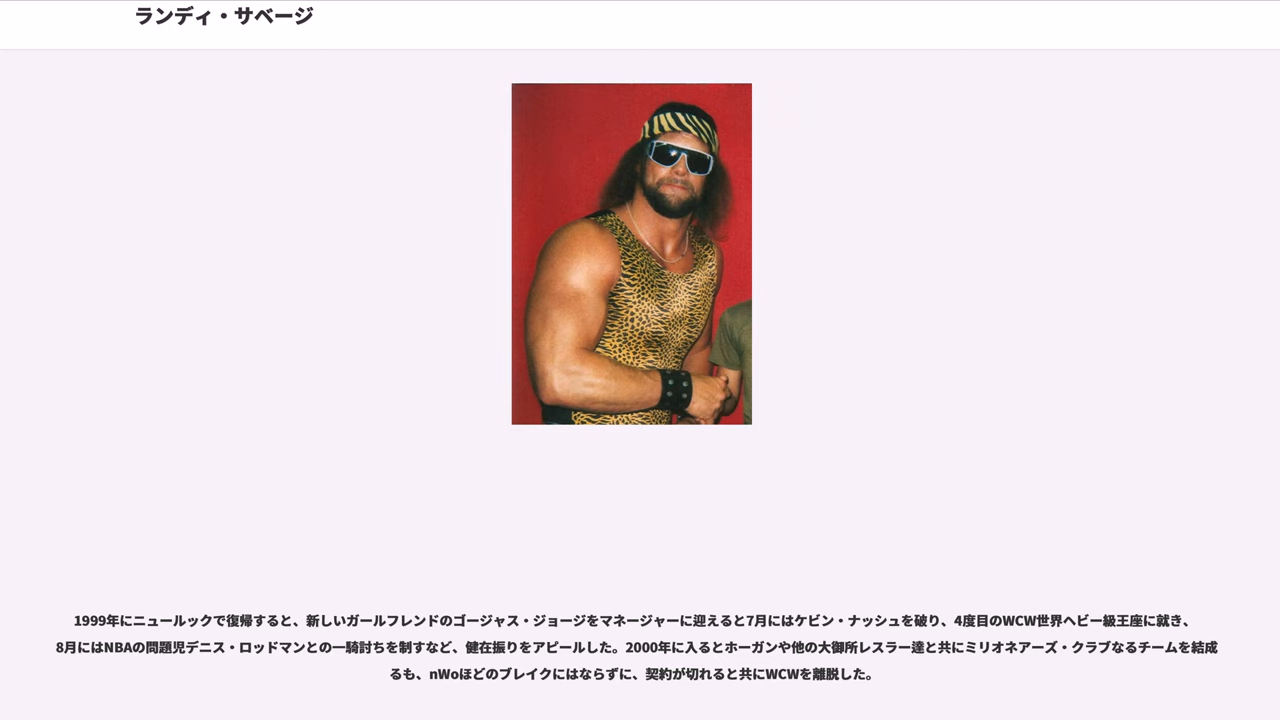 ランディ・サベージ
1999年にニュールックで復帰すると、新しいガールフレンドのゴージャス・ジョージをマネージャーに迎えると7月にはケビン・ナッシュを破り、4度目のWCW世界ヘビー級王座に就き、
8月にはNBAの問題児デニス・ロッドマンとの一騎討ちを制すなど、健在振りをアピールした。2000年に入るとホーガンや他の大御所レスラー達と共にミリオネアーズ・クラブなるチームを結成
るも、nWoほどのブレイクにはならずに、契約が切れると共にWCWを離脱した。